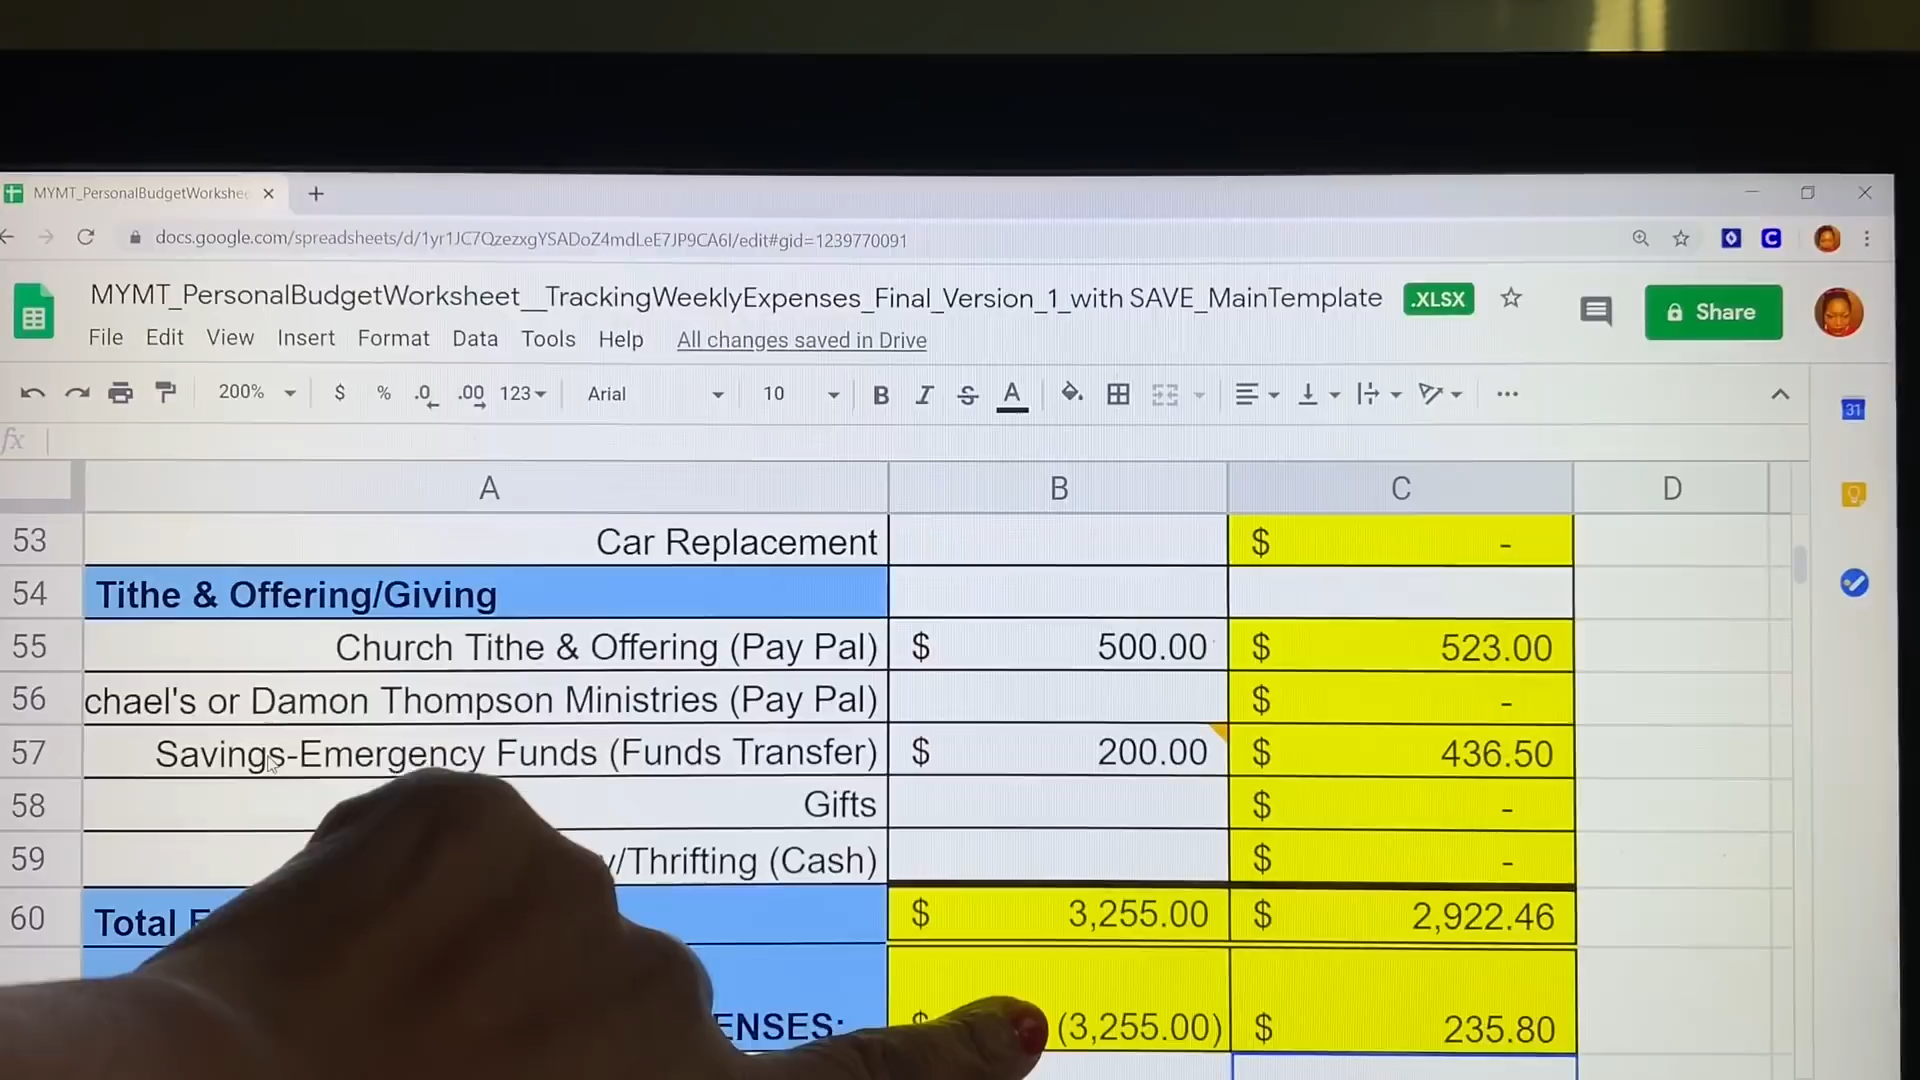 MYMT_PersonalBudgetWorkshe
docs.google.com/spreadsheets/d/1yr1JC7QzezxgYSADoZ4mdLeE7JP9CA6I/edit#gid=1239770091
MYMT_PersonalBudgetWorksheet__TrackingWeeklyExpenses_Final_Version_1_with SAVE_MainTemplate .XLSX
Share
File Edit View Insert Format Data Tools Help All changes saved in Drive
200% $ % .0 .00 123 Arial 10 B I S A
31
fx
A B C D
53 Car Replacement $ -
54 Tithe & Offering/Giving
55 Church Tithe & Offering (Pay Pal) $ 500.00 $ 523.00
56 chael's or Damon Thompson Ministries (Pay Pal) $ -
57 Savings-Emergency Funds (Funds Transfer) $ 200.00 $ 436.50
58 Gifts $ -
59 /Thrifting (Cash) $ -
60 Total $ 3,255.00 $ 2,922.46
ENSES: $ (3,255.00) $ 235.80